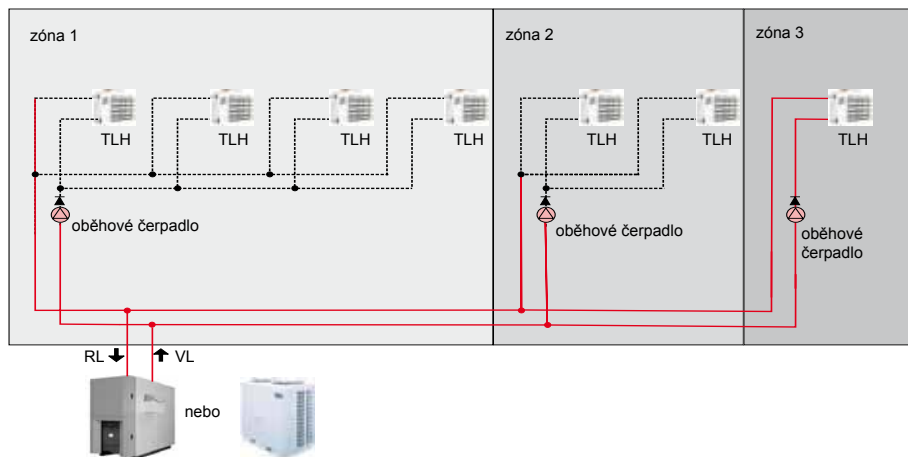 zóna 1
zóna 2
zóna 3
TLH
TLH
TLH
TLH
TLH
TLH
TLH
oběhové čerpadlo
oběhové čerpadlo
oběhové
čerpadlo
RL
VL
nebo